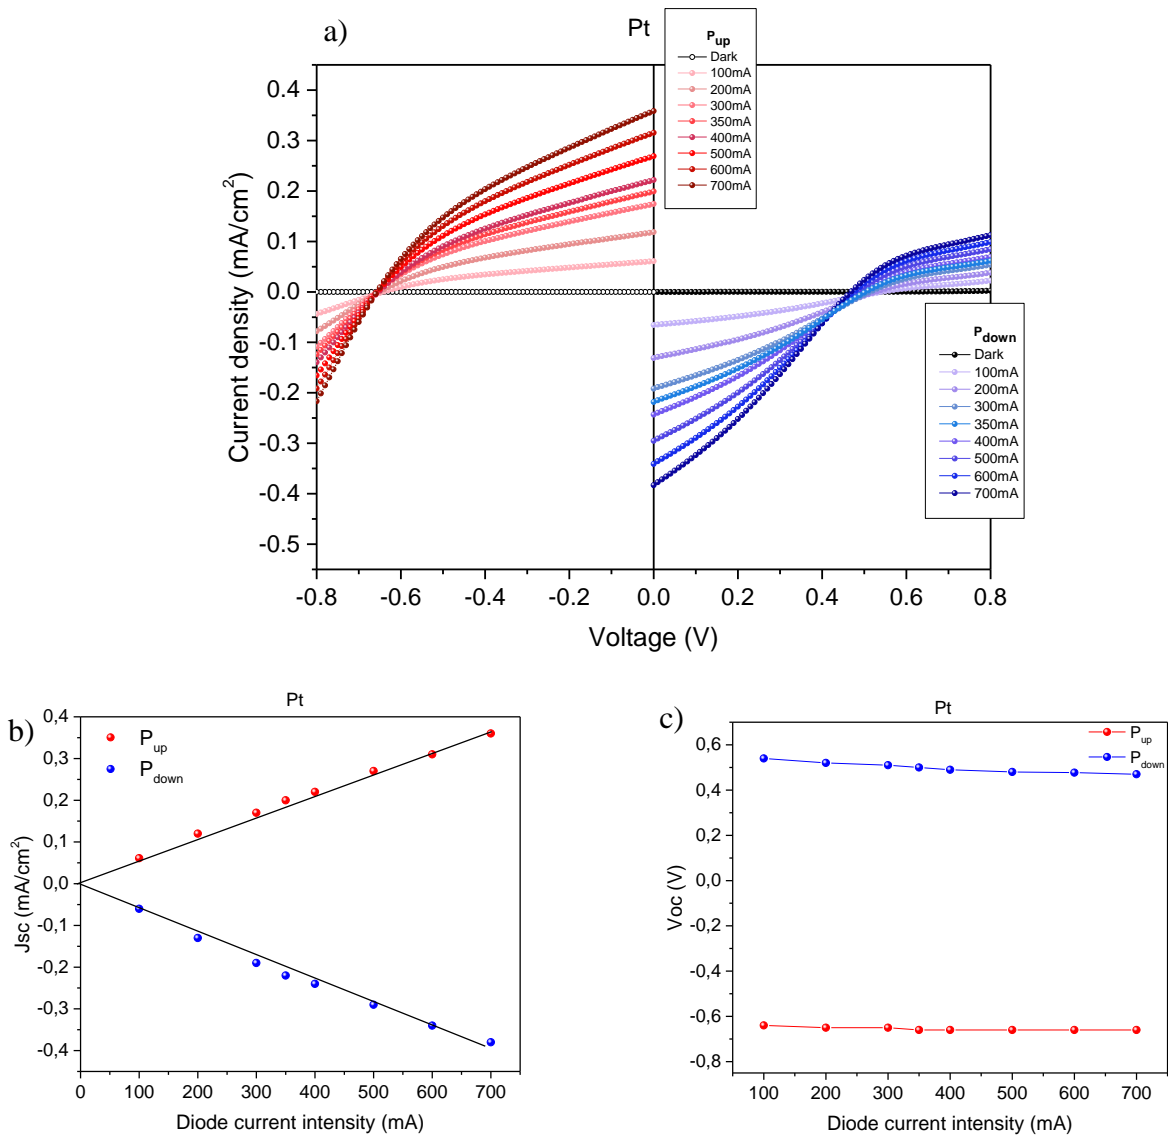 a)
Pt
P_up
Dark
100mA
200mA
300mA
350mA
400mA
500mA
600mA
700mA
0.4
0.3
0.2
0.1
0.0
-0.1
-0.2
-0.3
-0.4
-0.5
Current density (mA/cm²)
P_down
Dark
100mA
200mA
300mA
350mA
400mA
500mA
600mA
700mA
-0.8 -0.6 -0.4 -0.2 0.0 0.2 0.4 0.6 0.8
Voltage (V)
b)
Pt
P_up
P_down
0,4
0,3
0,2
0,1
0,0
-0,1
-0,2
-0,3
-0,4
Jsc (mA/cm²)
0 100 200 300 400 500 600 700
Diode current intensity (mA)
c)
Pt
P_up
P_down
0,6
0,4
0,2
0,0
-0,2
-0,4
-0,6
-0,8
Voc (V)
100 200 300 400 500 600 700
Diode current intensity (mA)